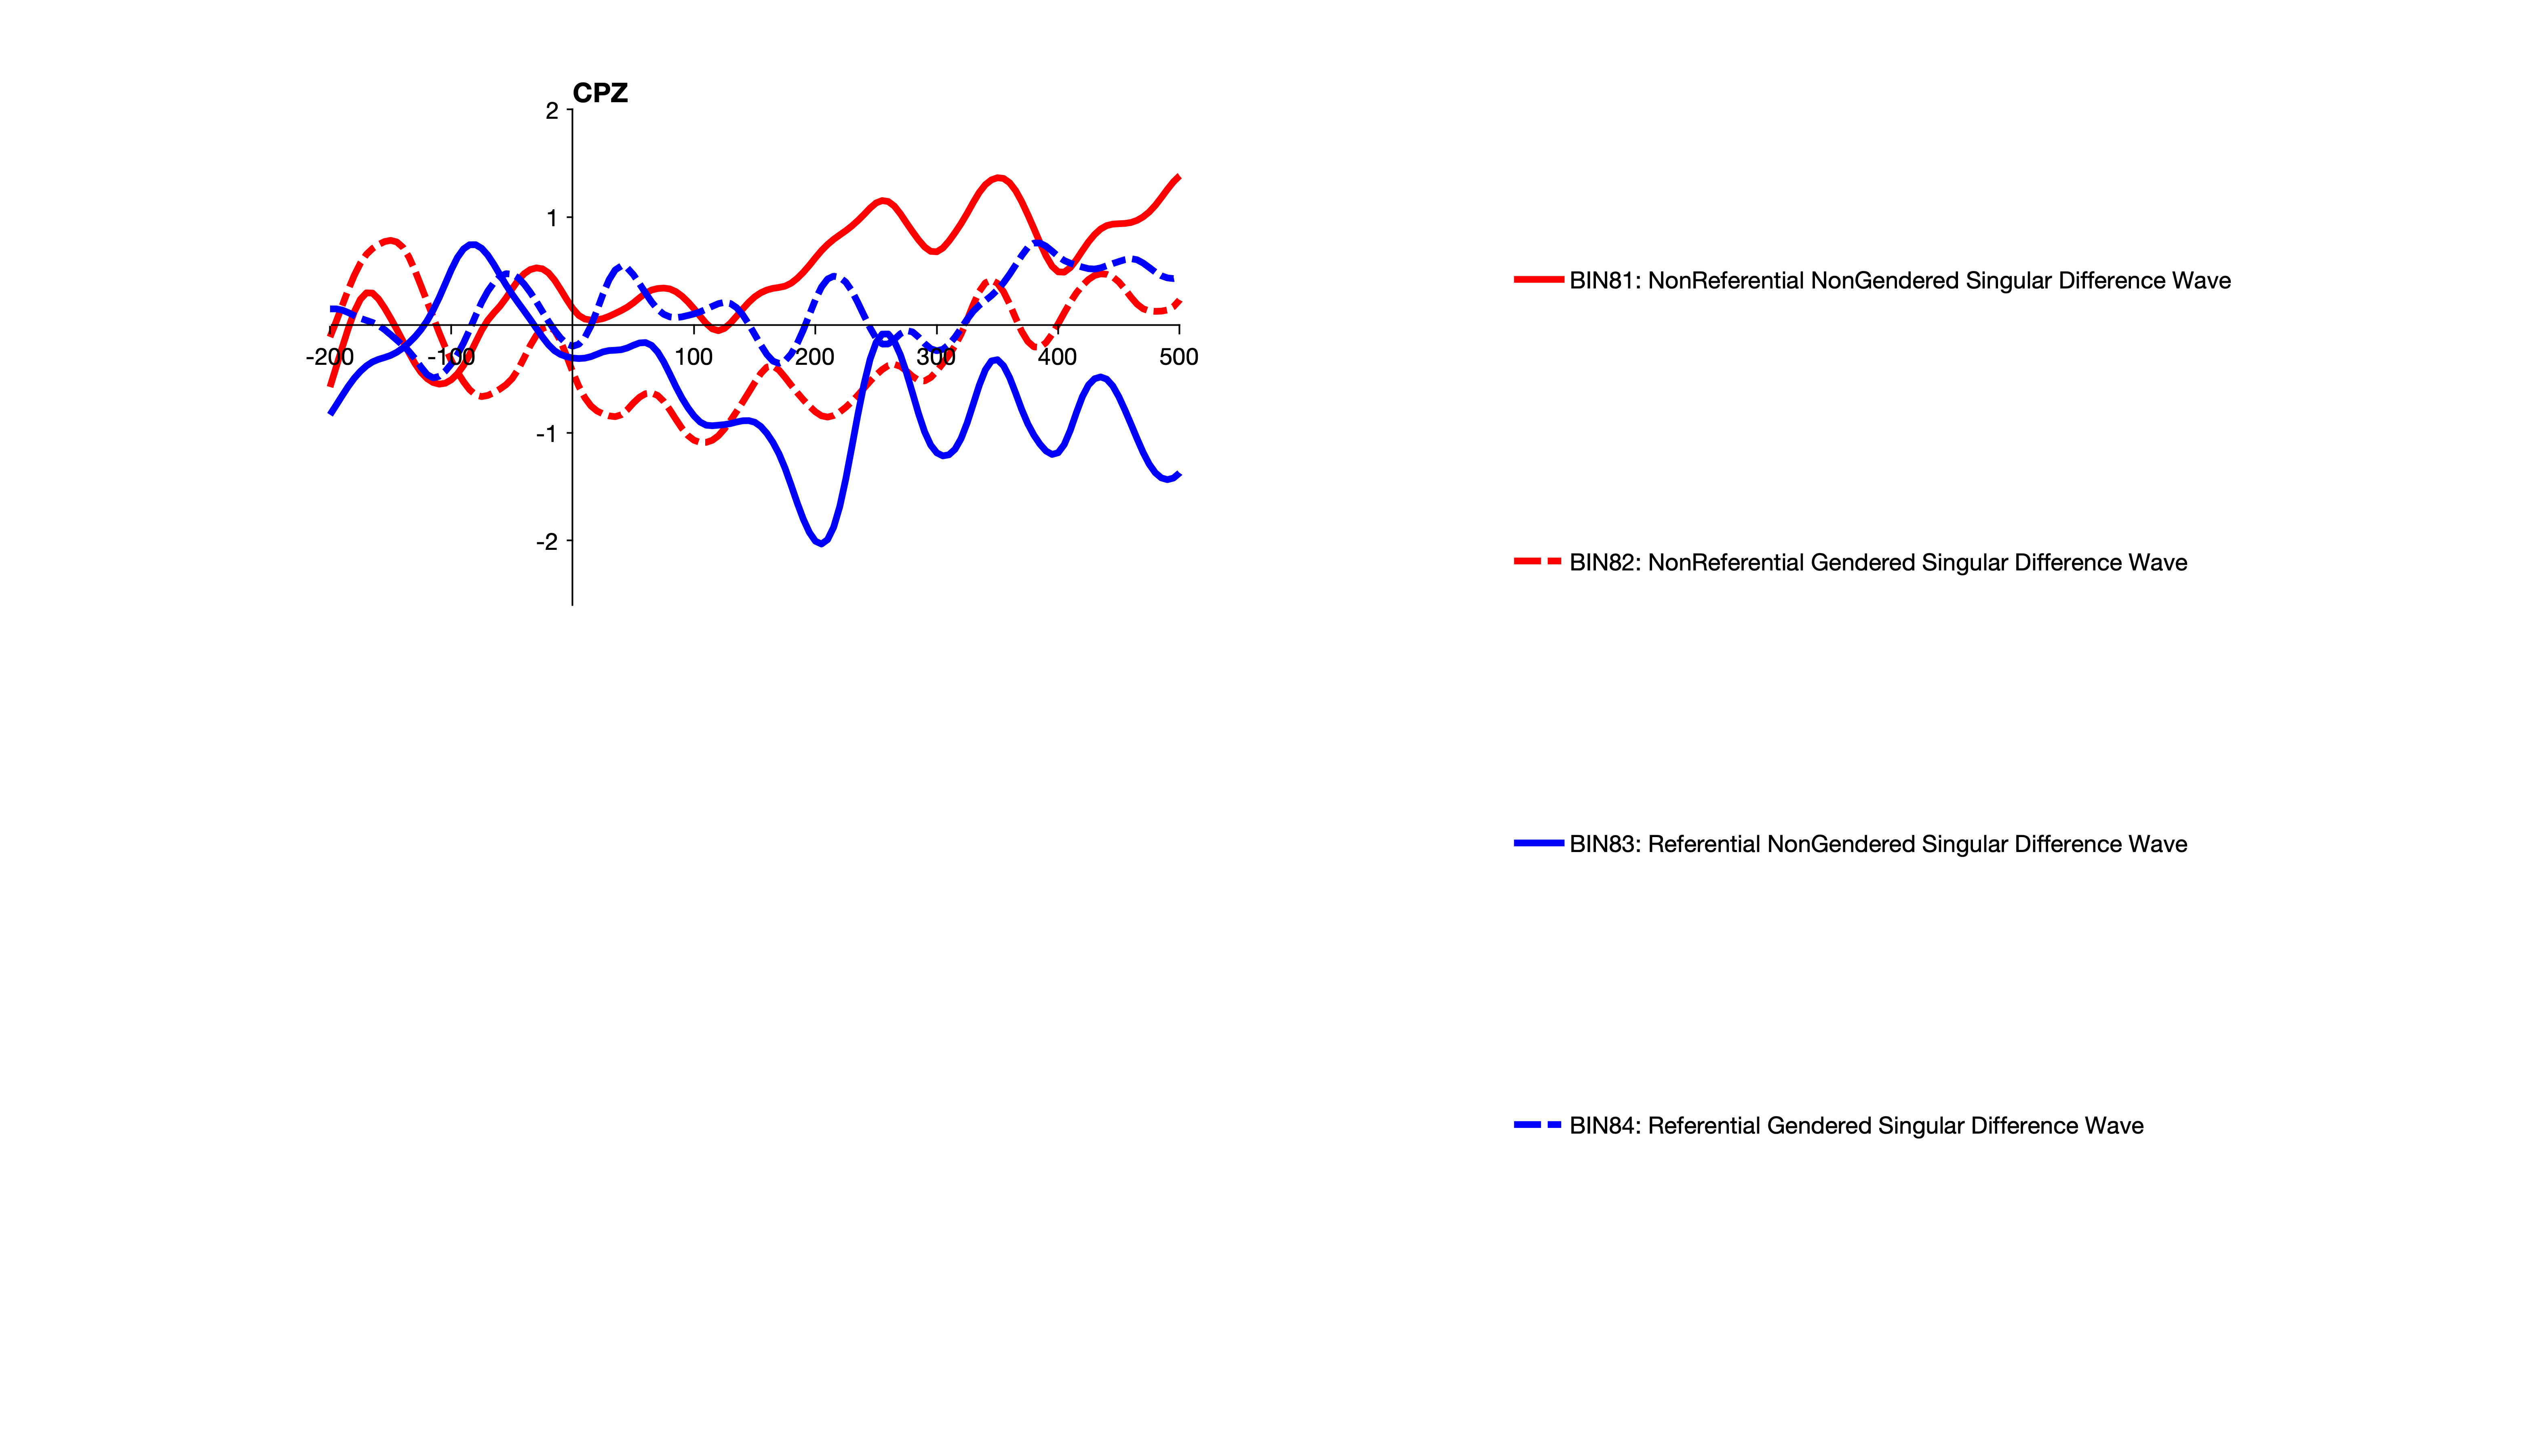 CPZ
2
1
-200
-100
100
200
300
400
500
-1
-2
BIN81: NonReferential NonGendered Singular Difference Wave
BIN82: NonReferential Gendered Singular Difference Wave
BIN83: Referential NonGendered Singular Difference Wave
BIN84: Referential Gendered Singular Difference Wave